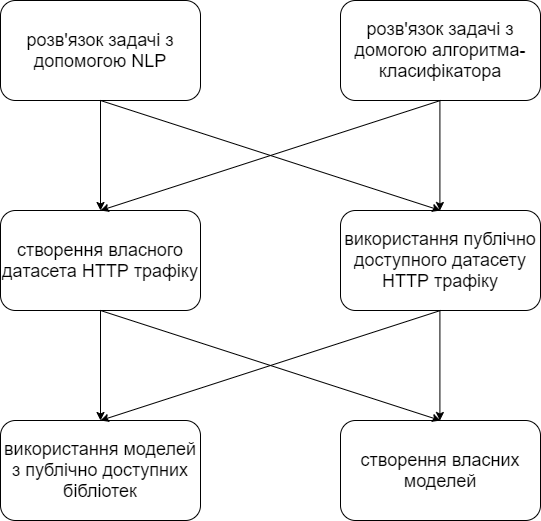 розв'язок задачі з
допомогою NLP
розв'язок задачі з
домогою алгоритма-
класифікатора
створення власного
датасета HTTP трафіку
використання публічно
доступного датасету
HTTP трафіку
використання моделей
з публічно доступних
бібліотек
створення власних
моделей